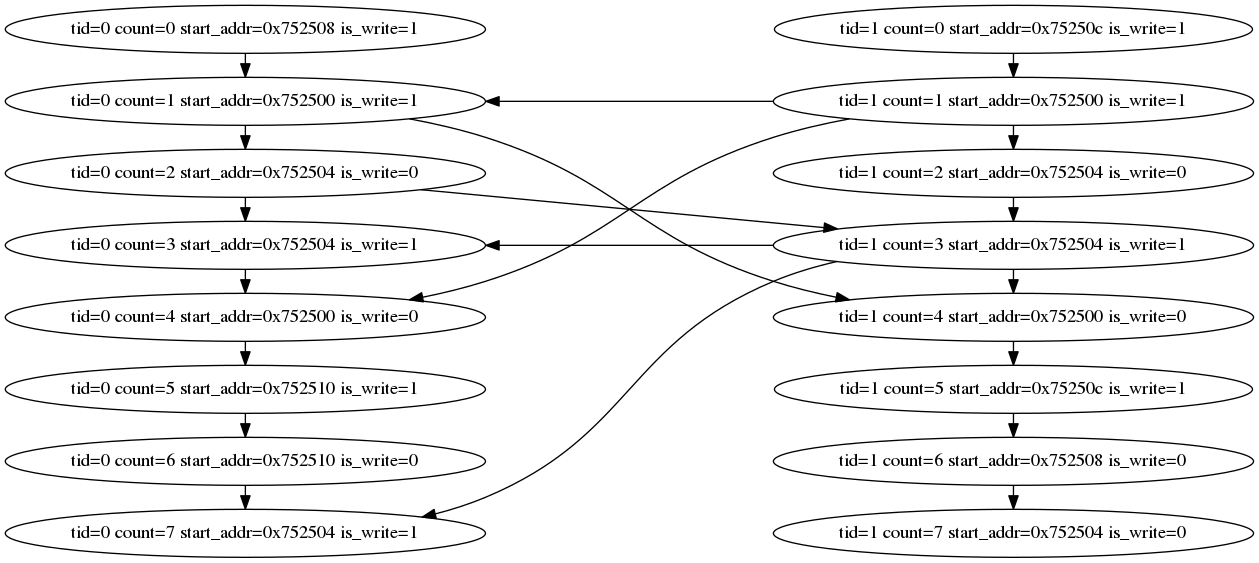 tid=0 count=0 start_addr=0x752508 is_write=1
tid=1 count=0 start_addr=0x75250c is_write=1
tid=0 count=1 start_addr=0x752500 is_write=1
tid=1 count=1 start_addr=0x752500 is_write=1
tid=0 count=2 start_addr=0x752504 is_write=0
tid=1 count=2 start_addr=0x752504 is_write=0
tid=0 count=3 start_addr=0x752504 is_write=1
tid=1 count=3 start_addr=0x752504 is_write=1
tid=0 count=4 start_addr=0x752500 is_write=0
tid=1 count=4 start_addr=0x752500 is_write=0
tid=0 count=5 start_addr=0x752510 is_write=1
tid=1 count=5 start_addr=0x75250c is_write=1
tid=0 count=6 start_addr=0x752510 is_write=0
tid=1 count=6 start_addr=0x752508 is_write=0
tid=0 count=7 start_addr=0x752504 is_write=1
tid=1 count=7 start_addr=0x752504 is_write=0